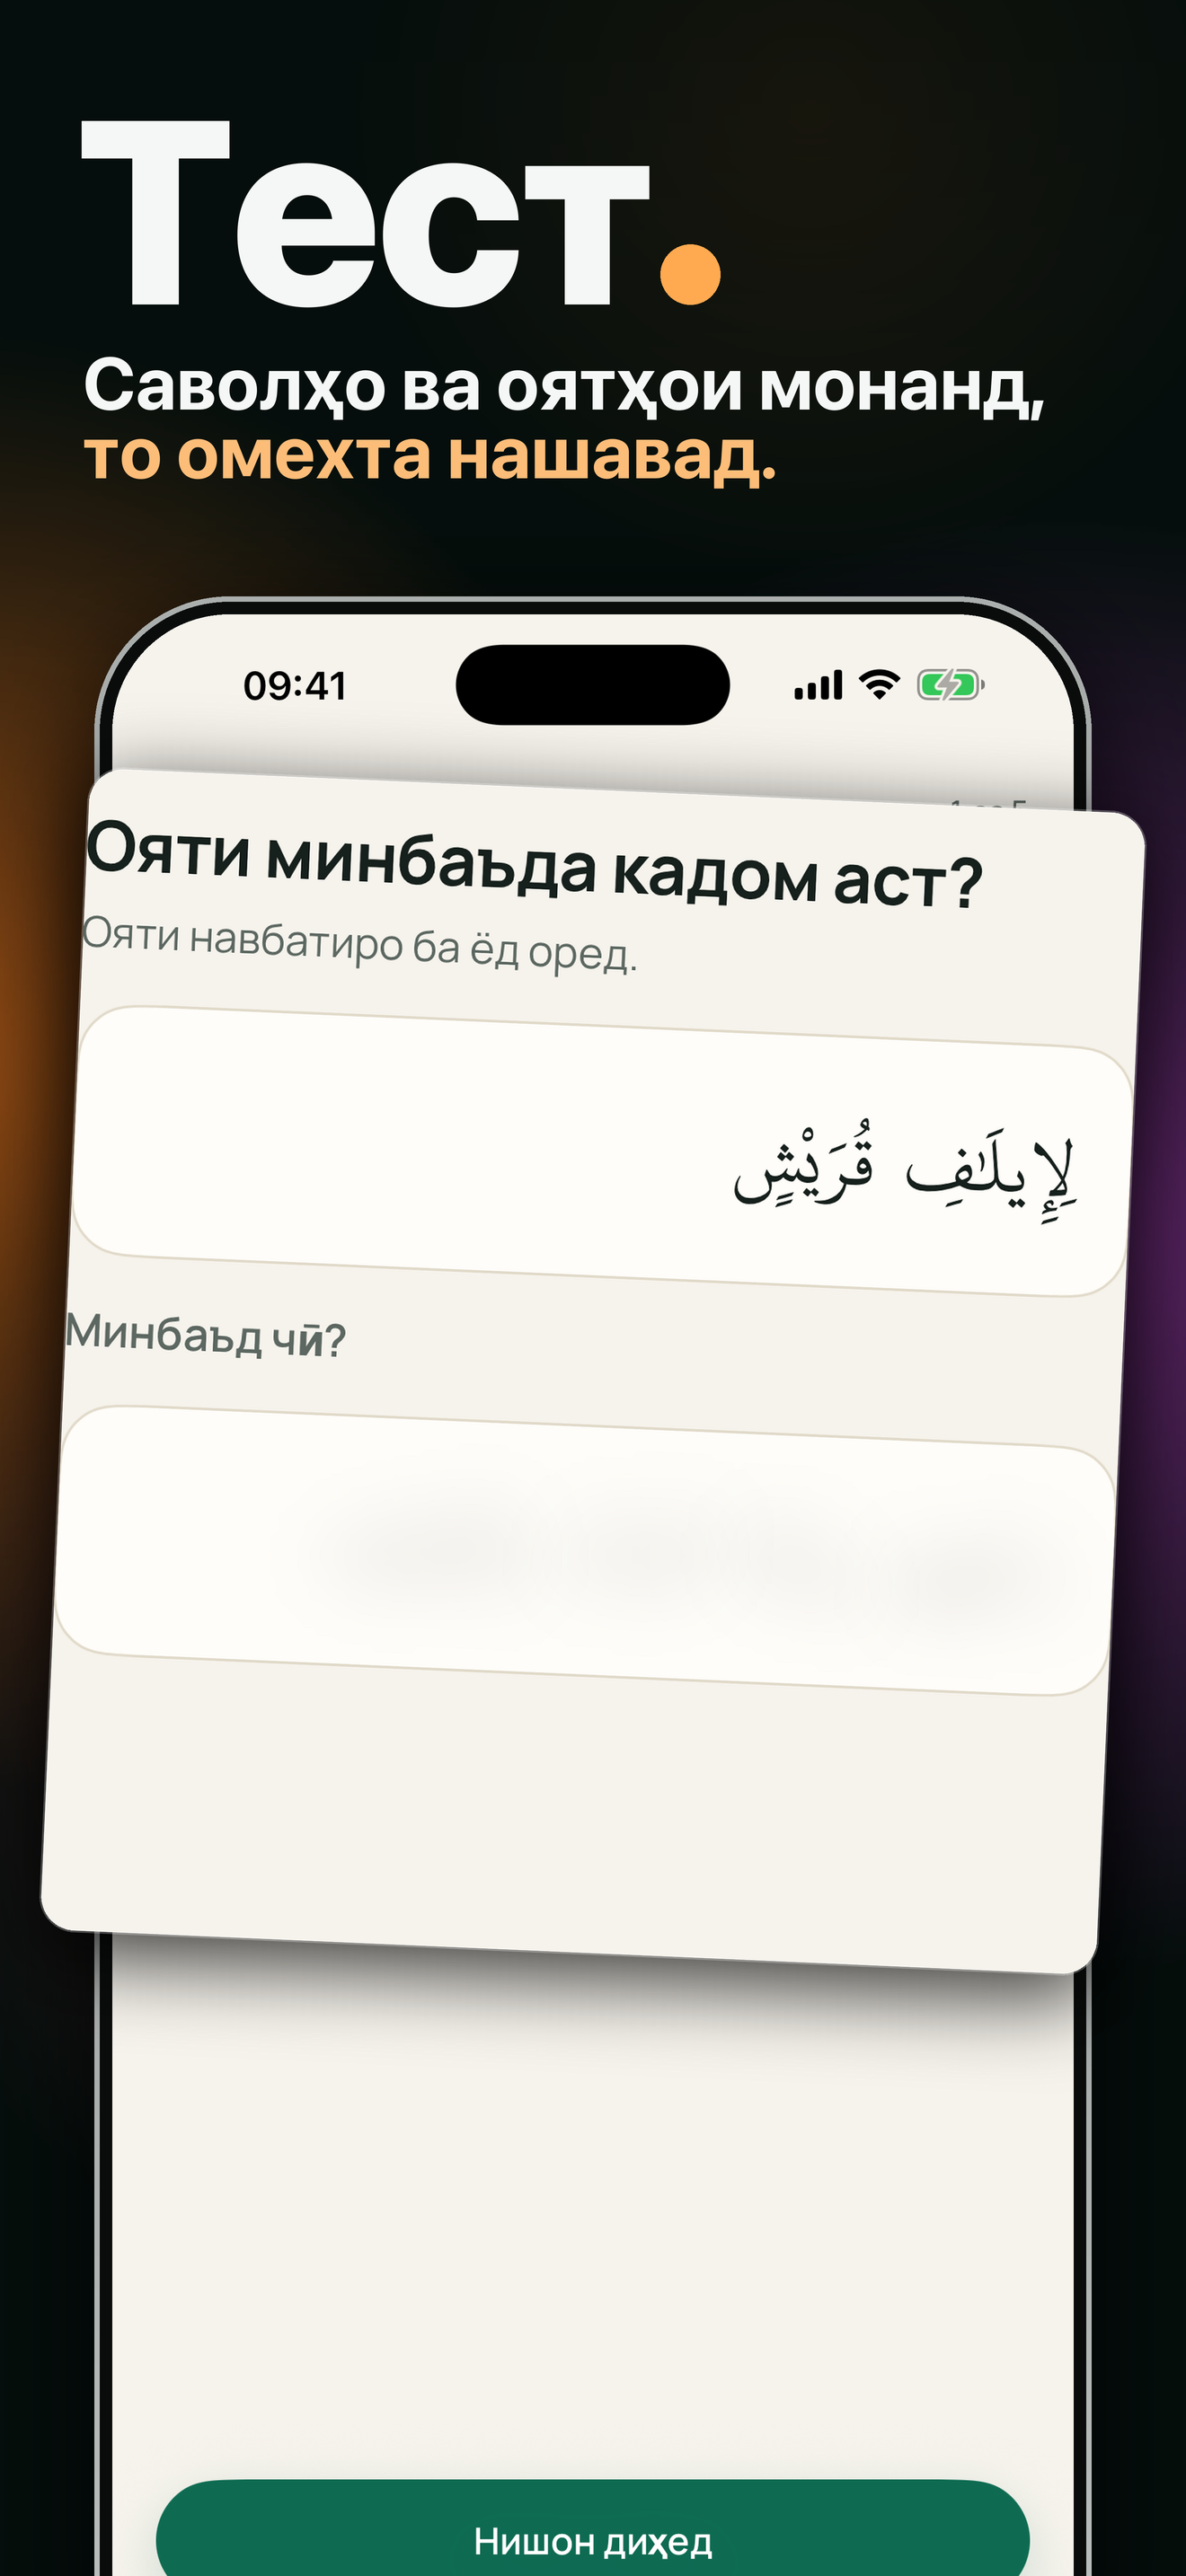 Тест.
Саволҳо ва оятҳои монанд,
то омехта нашавад.
09:41
Ояти минбаъда кадом аст?
Ояти навбатиро ба ёд оред.
لِإِيلَٰفِ قُرَيْشٍ
Минбаъд чӣ?
Нишон диҳед